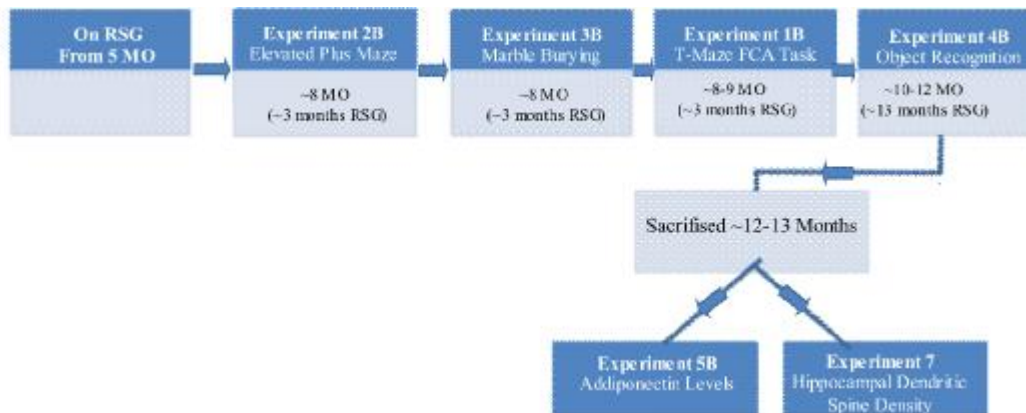 On RSG
From 5 MO
Experiment 2B
Elevated Plus Maze
~8 MO
(~3 months RSG)
Experiment 3B
Marble Burying
~8 MO
(~3 months RSG)
Experiment 1B
T-Maze FCA Task
~8-9 MO
(~3 months RSG)
Experiment 4B
Object Recognition
~10-12 MO
(~13 months RSG)
Sacrifised ~12-13 Months
Experiment 5B
Addiponectin Levels
Experiment 7
Hippocampal Dendritic
Spine Density